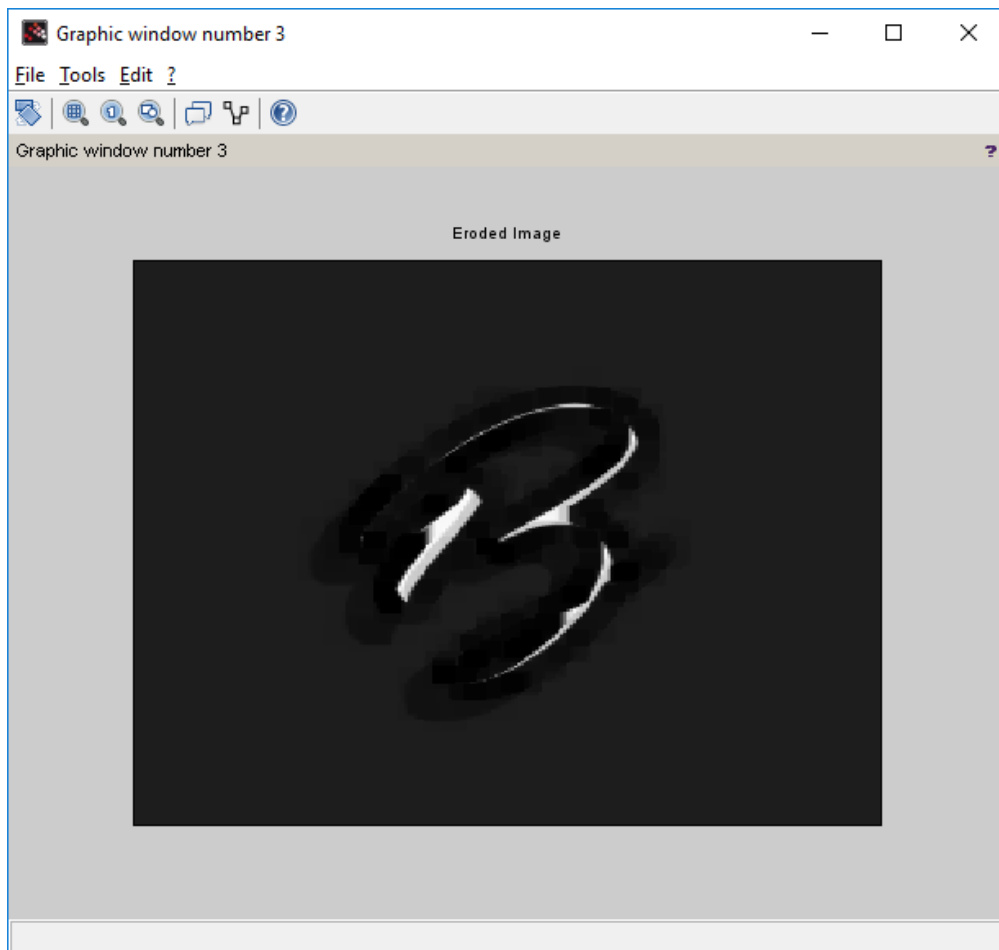 Graphic window number 3
File Tools Edit ?
Graphic window number 3 ?
Eroded Image
B